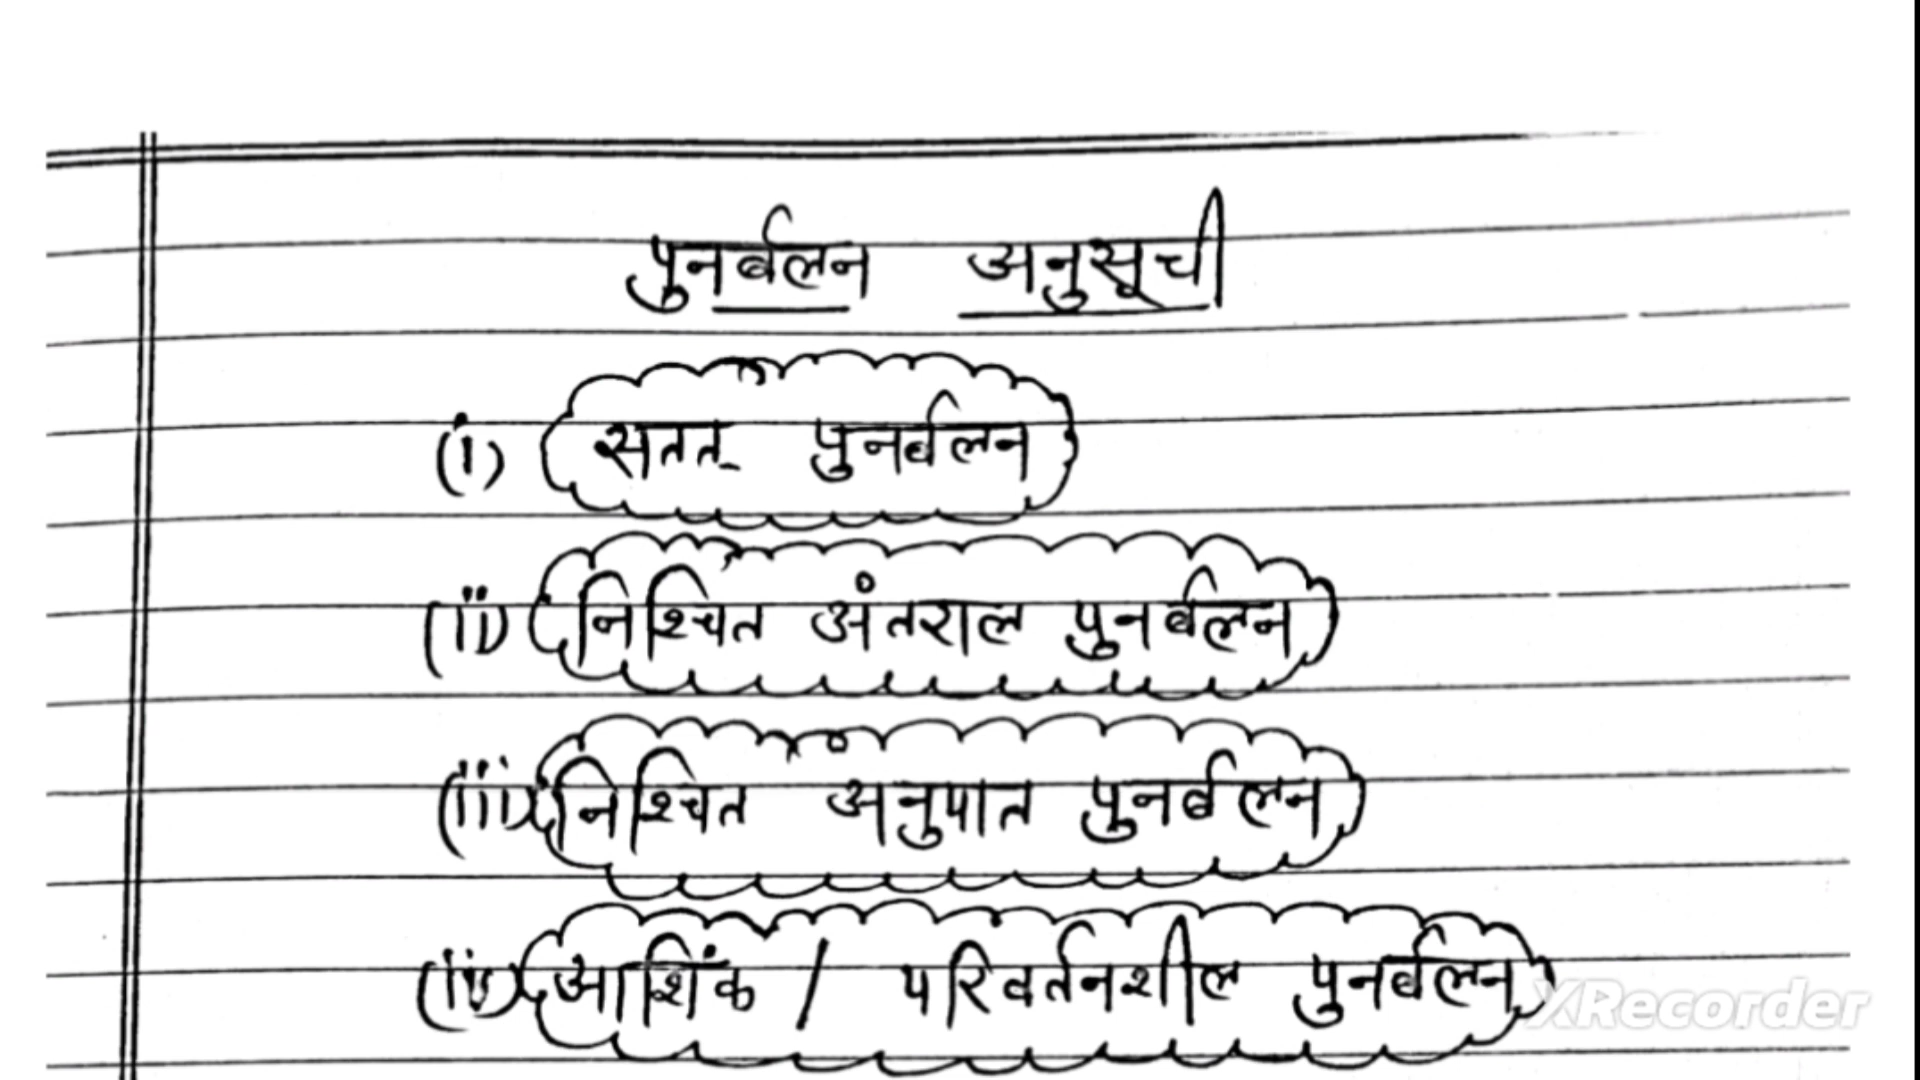 पुनर्बलन अनुसूची
(i) सतत् पुनर्बलन
(ii) निश्चित अंतराल पुनर्बलन
(iii) निश्चित अनुपात पुनर्बलन
(iv) आशिंक / परिवर्तनशील पुनर्बलन
XRecorder